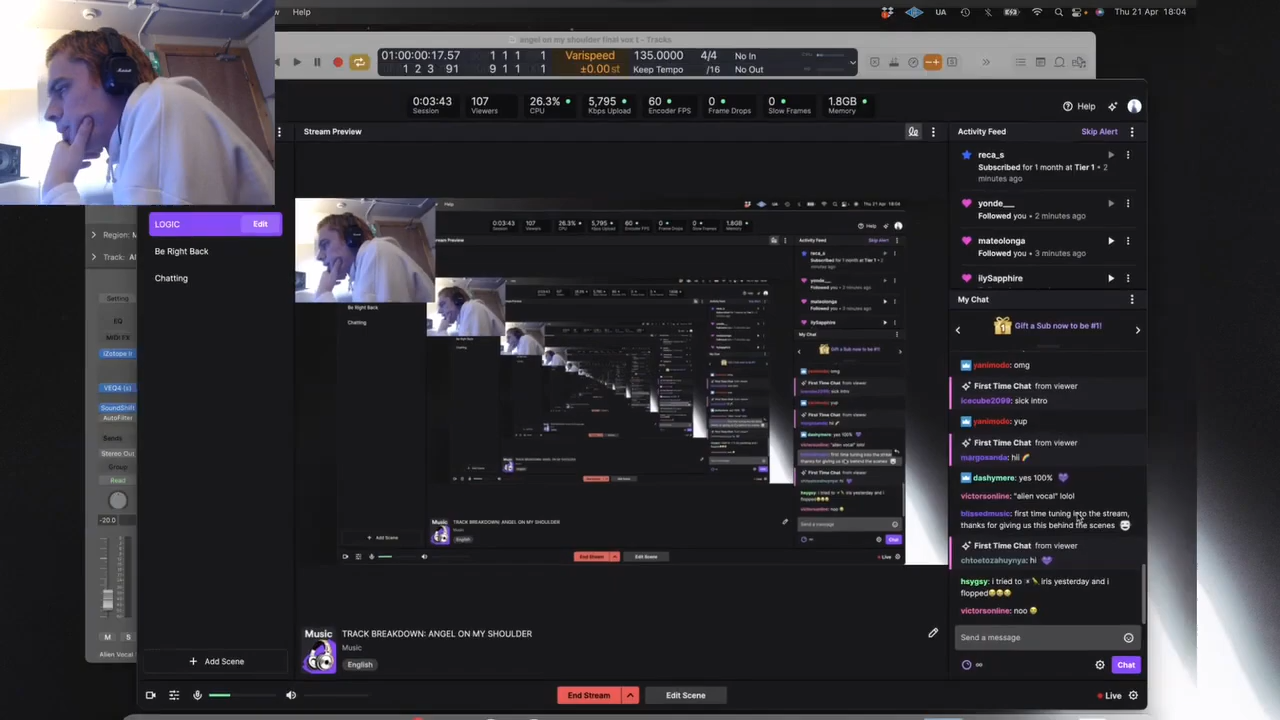 Help
UA
Thu 21 Apr 18:04
angel on my shoulder final vox t - Tracks
01:00:00:17.57
1 1 1
1 2 3 91
9 1 1 1
Varispeed
±0.00 st
135.0000
Keep Tempo
4/4
/16
No In
No Out
0:03:43
Session
107
Viewers
26.3%
CPU
5,795
Kbps Upload
60
Encoder FPS
0
Frame Drops
0
Slow Frames
1.8GB
Memory
Help
Stream Preview
Activity Feed
Skip Alert
reca_s
Subscribed for 1 month at Tier 1 • 2
minutes ago
yonde__
Followed you • 2 minutes ago
mateolonga
Followed you • 3 minutes ago
ilySapphire
My Chat
Gift a Sub now to be #1!
yanimodo: omg
First Time Chat from viewer
icecube2099: sick intro
yanimodo: yup
First Time Chat from viewer
margosanda: hii
dashymere: yes 100%
victorsonline: "alien vocal" lolol
blissedmusic: first time tuning into the stream,
thanks for giving us this behind the scenes
First Time Chat from viewer
chtoetozahuynya: hi
hsygsy: i tried to iris yesterday and i
flopped
victorsonline: noo
Send a message
Chat
LOGIC
Edit
Be Right Back
Chatting
Region: M
Setting
EQ
MIDI FX
VEQ4 (s)
SoundShift
AutoFilter
Sends
Stereo Out
Group
Read
-20.0
M S
Alien Vocal
Add Scene
Music
TRACK BREAKDOWN: ANGEL ON MY SHOULDER
Music
English
End Stream
Edit Scene
Live